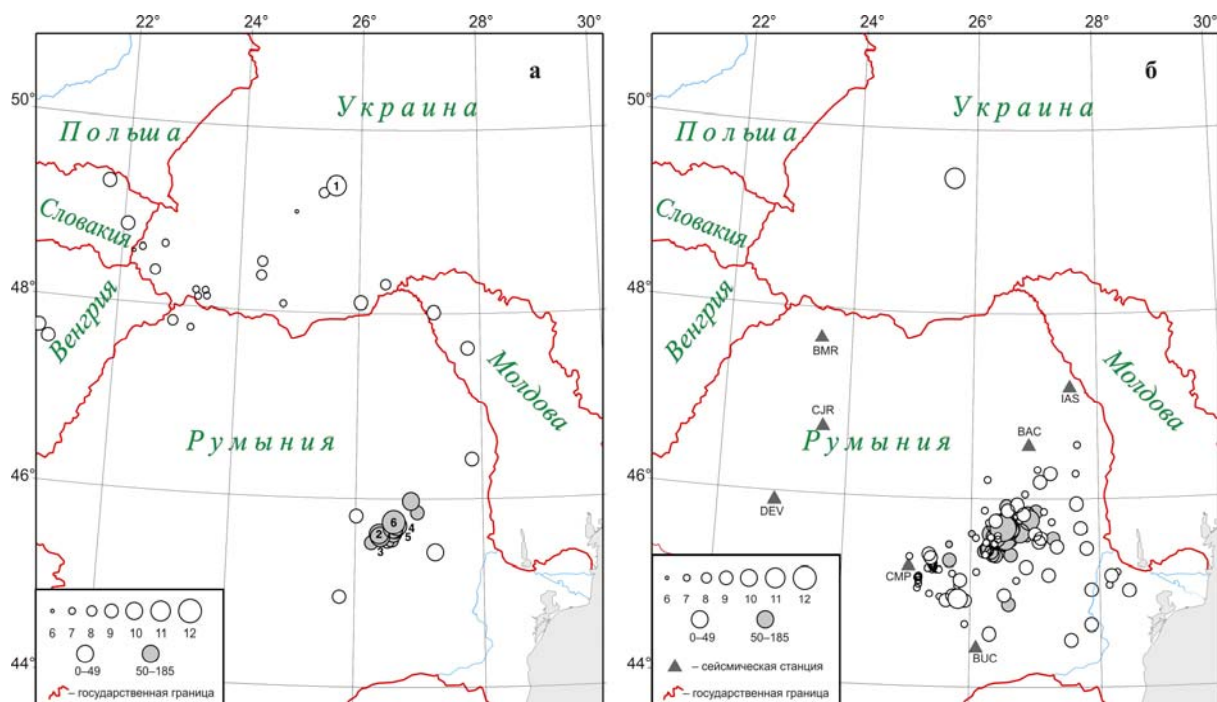 22° 24° 26° 28° 30°
а
50°
Украина
Польша
1
Словакия
48°
Венгрия
Молдова
Румыния
46°
6
2 4
5
3
44°
6 7 8 9 10 11 12
0–49 50–185
– государственная граница
22° 24° 26° 28° 30°
б
50°
Украина
Польша
Словакия
48°
Венгрия
BMR
Молдова
IAS
CJR
Румыния
BAC
46°
DEV
CMP
BUC
44°
6 7 8 9 10 11 12
0–49 50–185
– сейсмическая станция
– государственная граница